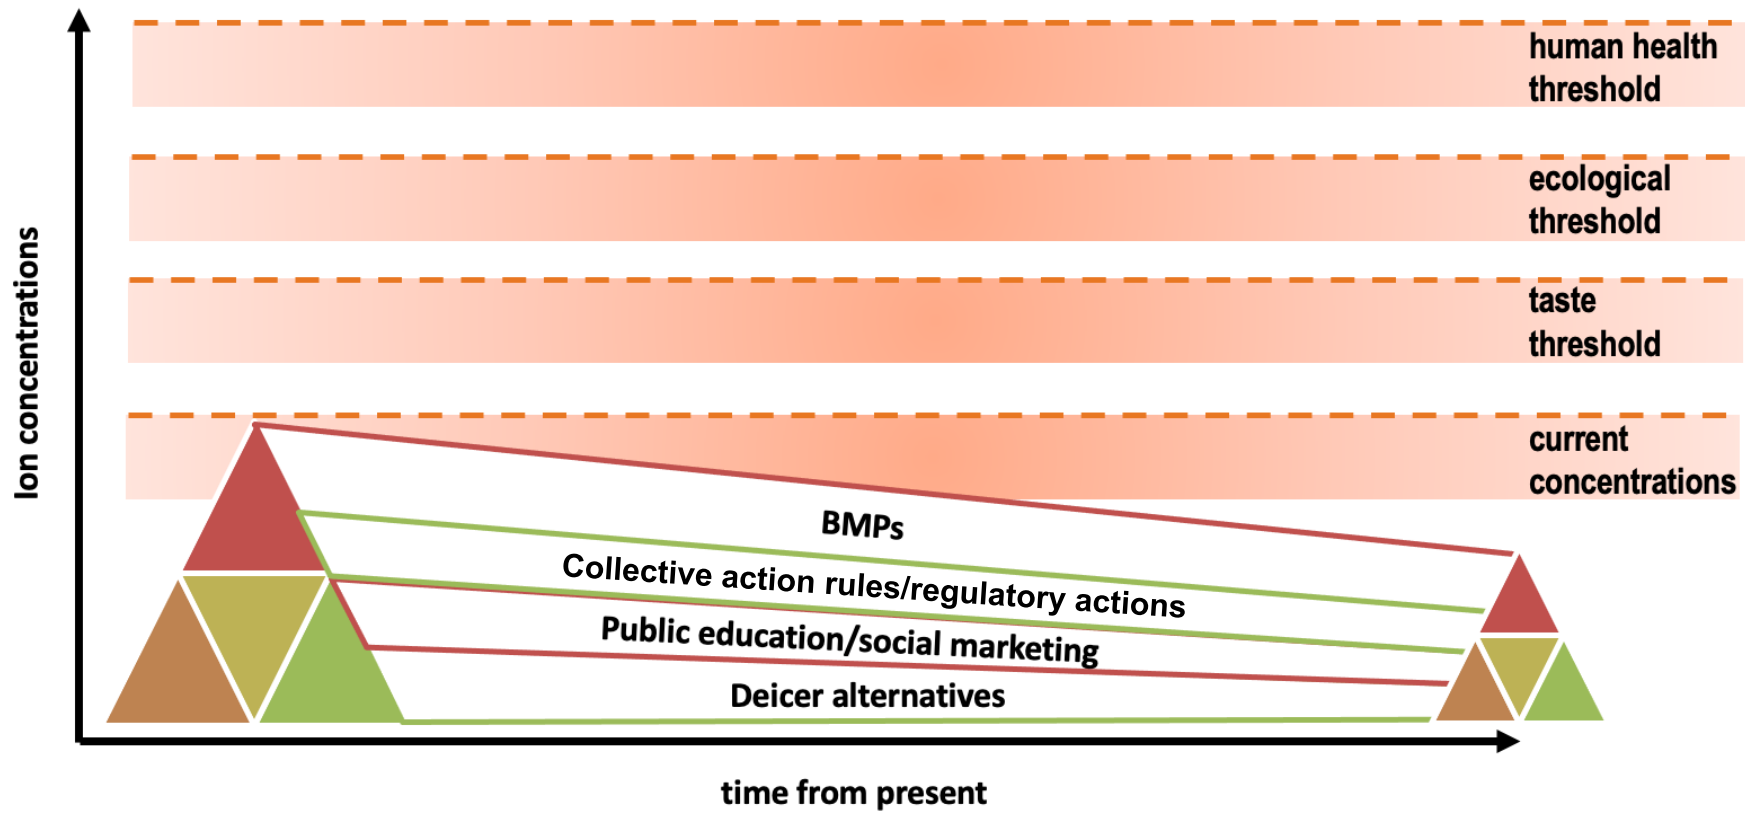 human health
threshold
ecological
threshold
taste
threshold
current
concentrations
Ion concentrations
BMPs
Collective action rules/regulatory actions
Public education/social marketing
Deicer alternatives
time from present